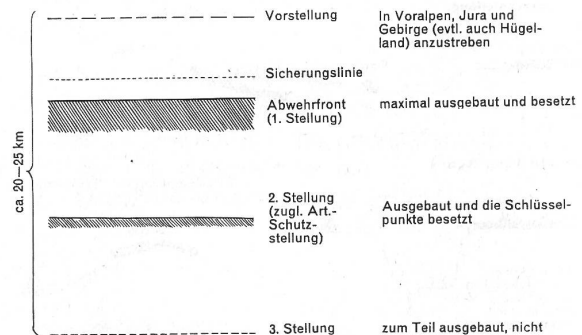 ca. 20—25 km
Vorstellung
In Voralpen, Jura und
Gebirge (evtl. auch Hügel-
land) anzustreben
Sicherungslinie
Abwehrfront
(1. Stellung)
maximal ausgebaut und besetzt
2. Stellung
(zugl. Art.-
Schutz-
stellung)
Ausgebaut und die Schlüssel-
punkte besetzt
3. Stellung
zum Teil ausgebaut, nicht